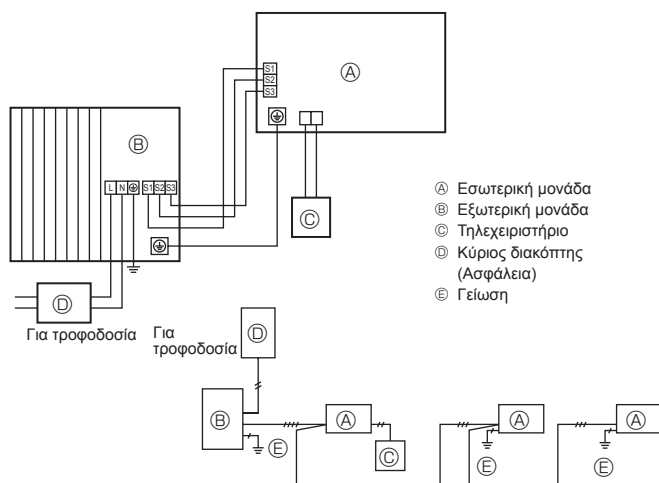 S1
S2
S3
Ⓐ
Ⓑ
L N S1 S2 S3
Ⓒ
Ⓓ
Για τροφοδοσία
Ⓐ Εσωτερική μονάδα
Ⓑ Εξωτερική μονάδα
Ⓒ Τηλεχειριστήριο
Ⓓ Κύριος διακόπτης
(Ασφάλεια)
Ⓔ Γείωση
Για
τροφοδοσία
Ⓓ
Ⓑ
Ⓔ
Ⓐ
Ⓒ
Ⓐ
Ⓔ
Ⓐ
Ⓔ